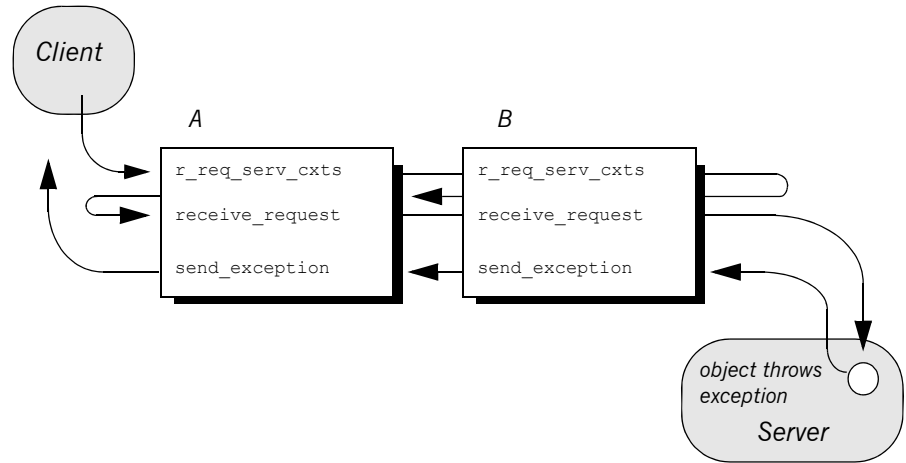 Client
A
B
r_req_serv_cxts
receive_request
send_exception
r_req_serv_cxts
receive_request
send_exception
object throws
exception
Server